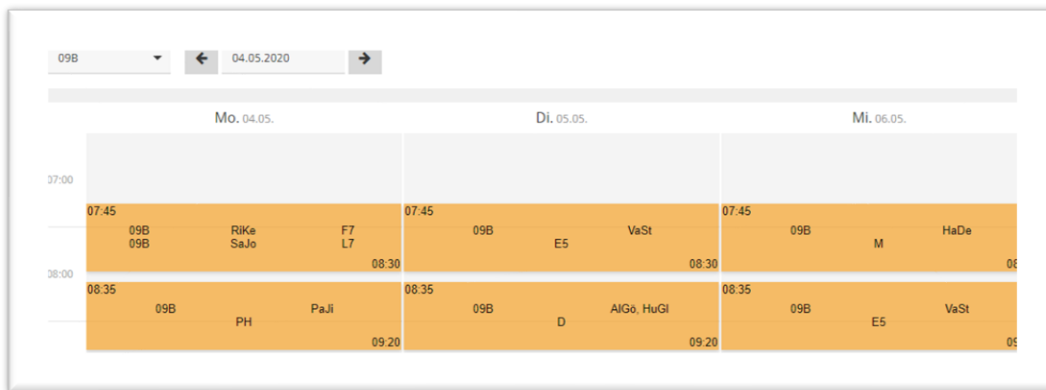 09B 04.05.2020
Mo. 04.05. Di. 05.05. Mi. 06.05.
07:00
07:45 07:45 07:45
09B RiKe F7 09B VaSt 09B HaDe
09B SaJo L7 E5 M
08:30 08:30 08
08:00
08:35 08:35 08:35
09B PaJi 09B AlGö, HuGl 09B VaSt
PH D E5
09:20 09:20 09